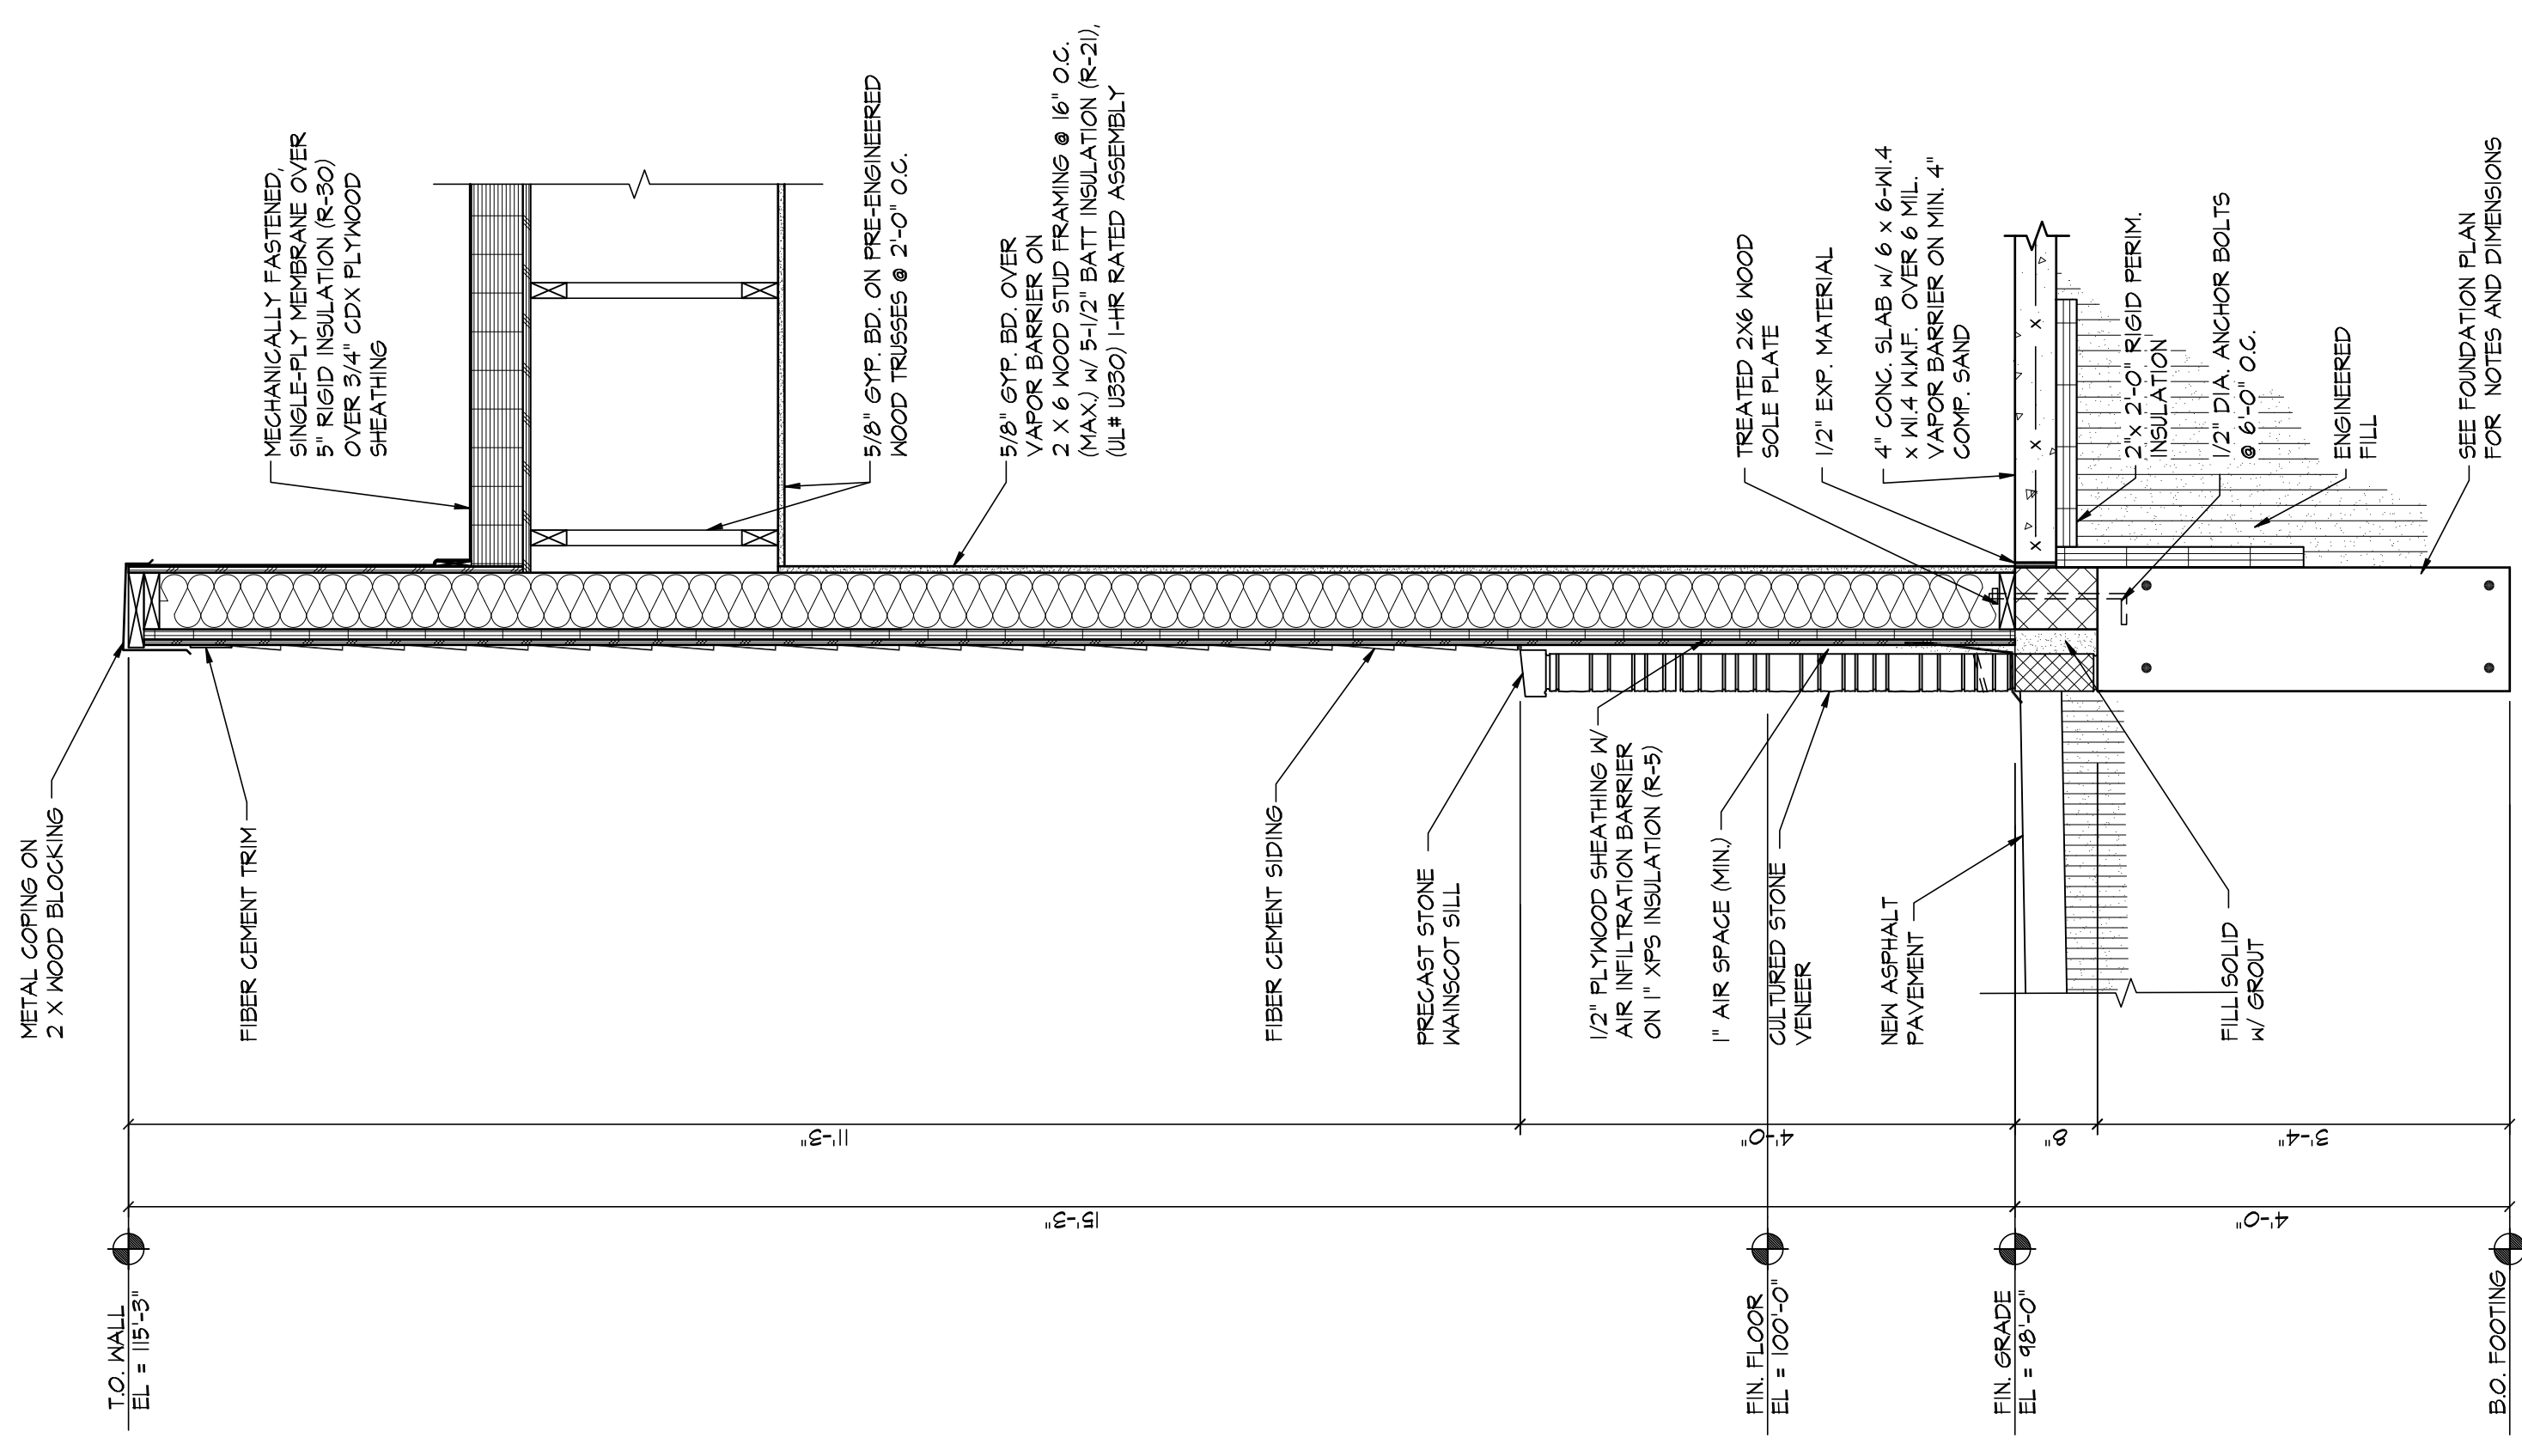 METAL COPING ON
2 X WOOD BLOCKING
FIBER CEMENT TRIM
FIBER CEMENT SIDING
PRECAST STONE
WAINSCOT SILL
1/2" PLYWOOD SHEATHING W/
AIR INFILTRATION BARRIER
ON 1" XPS INSULATION (R-5)
1" AIR SPACE (MIN.)
CULTURED STONE
VENEER
NEW ASPHALT
PAVEMENT
FILL SOLID
W/ GROUT
MECHANICALLY FASTENED,
SINGLE-PLY MEMBRANE OVER
5" RIGID INSULATION (R-30)
OVER 3/4" CDX PLYWOOD
SHEATHING
5/8" GYP. BD. ON PRE-ENGINEERED
WOOD TRUSSES @ 2'-0" O.C.
5/8" GYP. BD. OVER
VAPOR BARRIER ON
2 X 6 WOOD STUD FRAMING @ 16" O.C.
(MAX.) W/ 5-1/2" BATT INSULATION (R-21),
(UL# U330) 1-HR RATED ASSEMBLY
TREATED 2X6 WOOD
SOLE PLATE
1/2" EXP. MATERIAL
4" CONC. SLAB W/ 6 x 6-W1.4
x W1.4 W.W.F. OVER 6 MIL.
VAPOR BARRIER ON MIN. 4"
COMP. SAND
2"x 2'-0" RIGID PERIM.
INSULATION
1/2" DIA. ANCHOR BOLTS
@ 6'-0" O.C.
ENGINEERED
FILL
SEE FOUNDATION PLAN
FOR NOTES AND DIMENSIONS
11'-3"
4'-0"
8"
3'-4"
15'-3"
4'-0"
T.O. WALL
EL = 115'-3"
FIN. FLOOR
EL = 100'-0"
FIN. GRADE
EL = 98'-0"
B.O. FOOTING